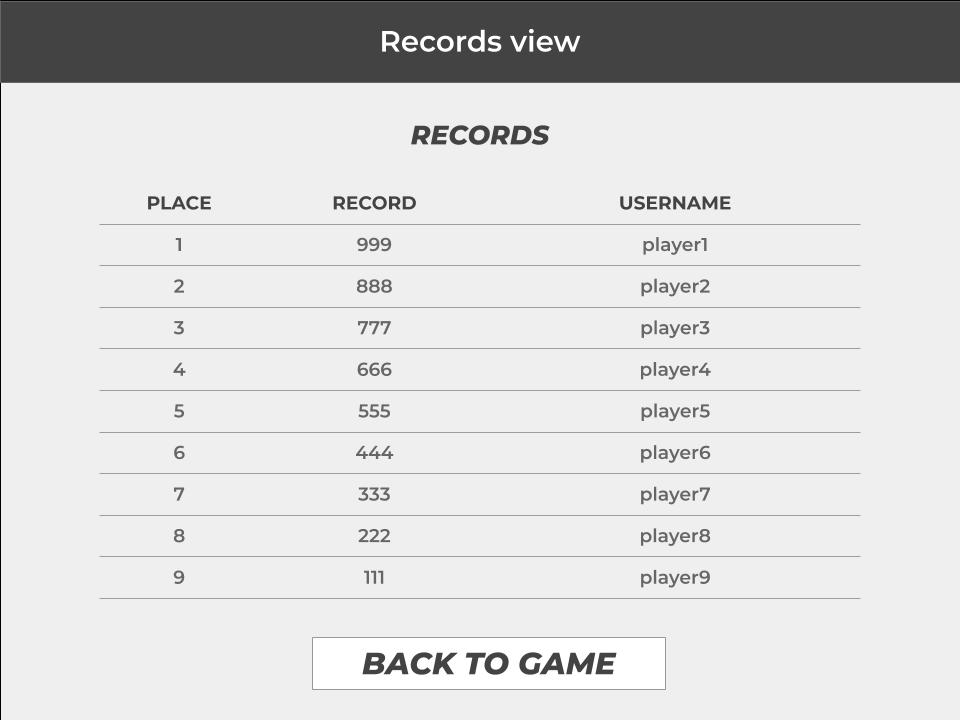 Records view
RECORDS
PLACE RECORD USERNAME
1 999 player1
2 888 player2
3 777 player3
4 666 player4
5 555 player5
6 444 player6
7 333 player7
8 222 player8
9 111 player9
BACK TO GAME